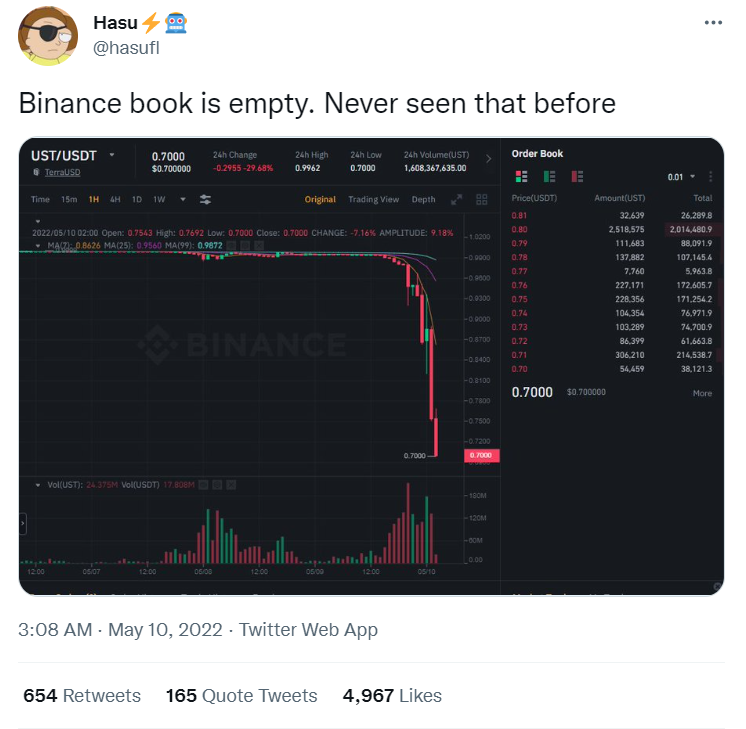 Hasu⚡🤖
@hasufl
Binance book is empty. Never seen that before
UST/USDT
TerraUSD
0.7000
$0.700000
24h Change
-0.2955 -29.68%
24h High
0.9962
24h Low
0.7000
24h Volume(UST)
1,608,367,635.00
Time 15m 1H 4H 1D 1W Original Trading View Depth
2022/05/10 02:00 Open: 0.7543 High: 0.7692 Low: 0.7000 Close: 0.7000 CHANGE: -7.16% AMPLITUDE: 9.18%
MA(7): 0.8626 MA(25): 0.9560 MA(99): 0.9872
1.0200
0.9900
0.9600
0.9300
0.9000
0.8700
0.8400
0.8100
0.7800
0.7500
0.7200
0.7000
0.7000
BINANCE
Vol(UST): 24.375M Vol(USDT) 17.808M
180M
120M
60M
0.00
12:00 05/07 12:00 05/08 12:00 05/09 12:00 05/10
Order Book
0.01
Price(USDT) Amount(UST) Total
0.81 32,639 26,289.8
0.80 2,518,575 2,014,480.9
0.79 111,683 88,091.9
0.78 137,882 107,145.6
0.77 7,760 5,963.8
0.76 227,171 172,605.7
0.75 228,356 171,254.2
0.74 104,354 76,971.9
0.73 103,289 74,700.9
0.72 86,399 61,663.8
0.71 306,210 214,538.7
0.70 54,459 38,121.3
0.7000 $0.700000 More
3:08 AM · May 10, 2022 · Twitter Web App
654 Retweets 165 Quote Tweets 4,967 Likes